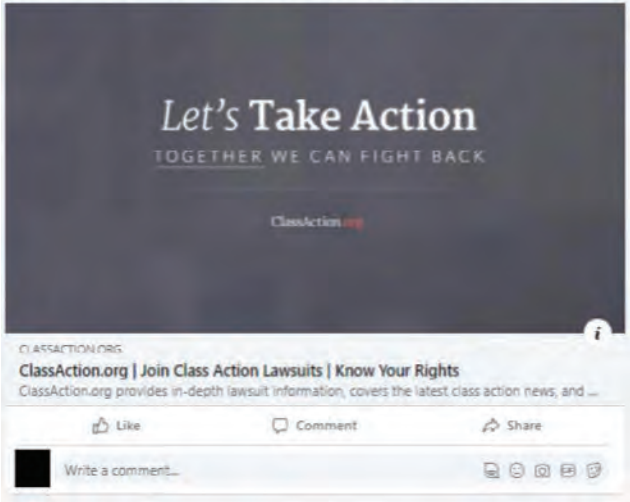 Let's Take Action
TOGETHER WE CAN FIGHT BACK
ClassAction.org
CLASSACTION.ORG
ClassAction.org | Join Class Action Lawsuits | Know Your Rights
ClassAction.org provides in-depth lawsuit information, covers the latest class action news, and ...
Like Comment Share
Write a comment...